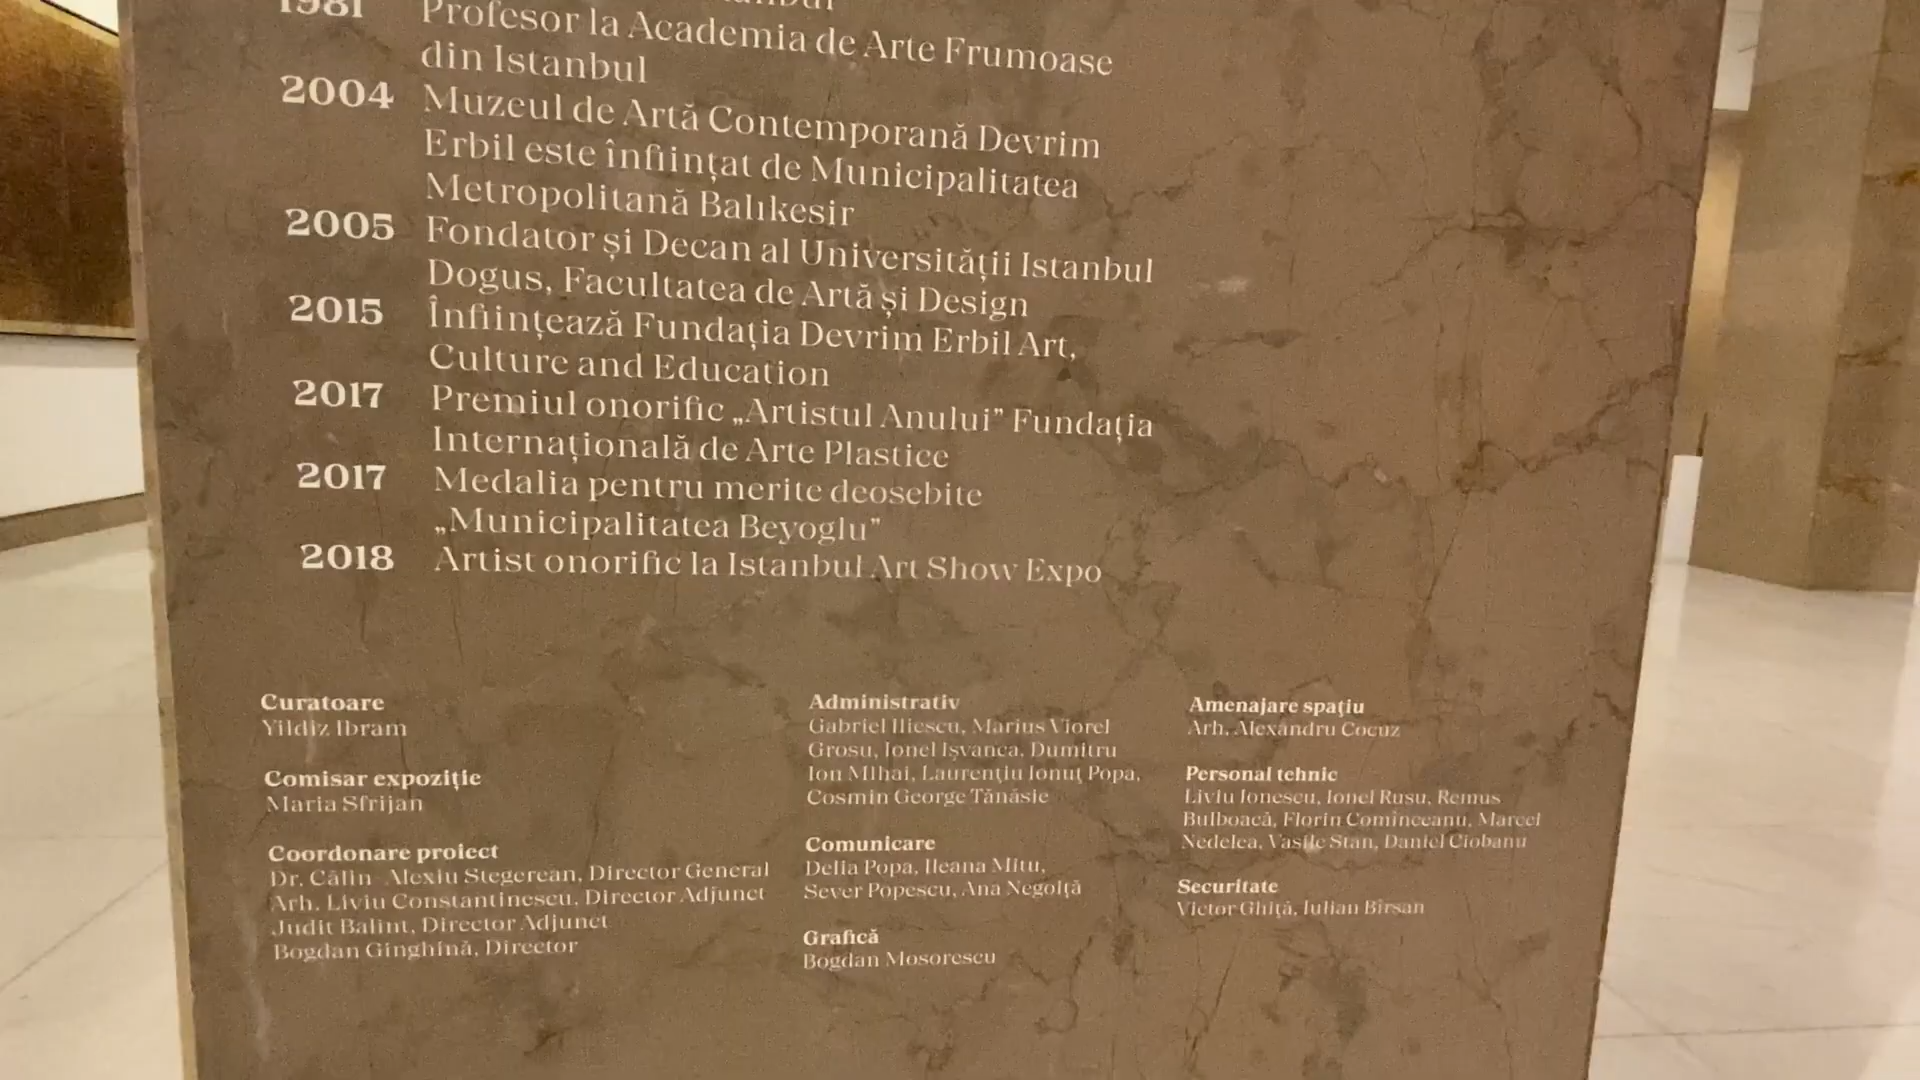 1981 Profesor la Academia de Arte Frumoase
din Istanbul
2004 Muzeul de Artă Contemporană Devrim
Erbil este înființat de Municipalitatea
Metropolitană Balıkesir
2005 Fondator și Decan al Universității Istanbul
Dogus, Facultatea de Artă și Design
2015 Înființează Fundația Devrim Erbil Art,
Culture and Education
2017 Premiul onorific „Artistul Anului” Fundația
Internațională de Arte Plastice
2017 Medalia pentru merite deosebite
„Municipalitatea Beyoglu”
2018 Artist onorific la Istanbul Art Show Expo
Curatoare
Yildiz Ibram
Comisar expoziție
Maria Sfrijan
Coordonare proiect
Dr. Călin Alexiu Stegerean, Director General
Arh. Liviu Constantinescu, Director Adjunct
Judit Balint, Director Adjunct
Bogdan Ginghină, Director
Administrativ
Gabriel Iliescu, Marius Viorel
Grosu, Ionel Ișvanca, Dumitru
Ion MIhai, Laurențiu Ionuț Popa,
Cosmin George Tănăsie
Comunicare
Delia Popa, Ileana Mitu,
Sever Popescu, Ana Negoiță
Grafică
Bogdan Mosorescu
Amenajare spațiu
Arh. Alexandru Cocuz
Personal tehnic
Liviu Ionescu, Ionel Rusu, Remus
Bulboacă, Florin Comînceanu, Marcel
Nedelea, Vasile Stan, Daniel Ciobanu
Securitate
Victor Ghiță, Iulian Bîrsan